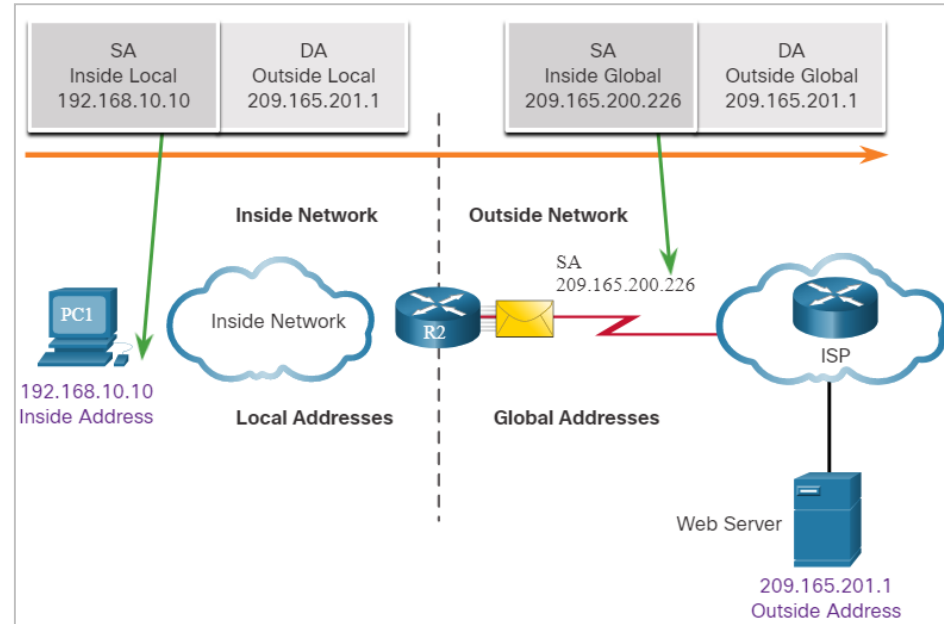 SA
Inside Local
192.168.10.10
DA
Outside Local
209.165.201.1
SA
Inside Global
209.165.200.226
DA
Outside Global
209.165.201.1
Inside Network
Outside Network
SA
209.165.200.226
PC1
Inside Network
R2
ISP
192.168.10.10
Inside Address
Local Addresses
Global Addresses
Web Server
209.165.201.1
Outside Address